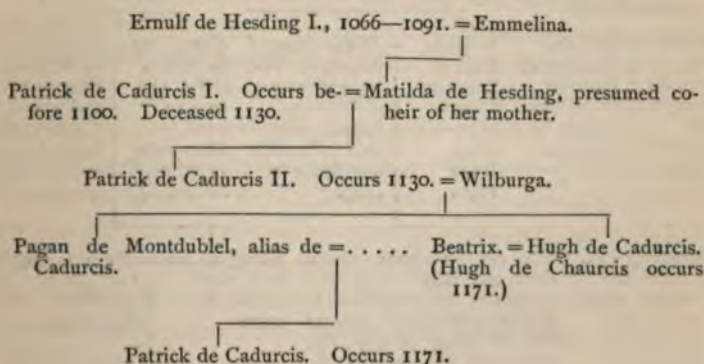 Ernulf de Hesding I., 1066—1091. = Emmelina.
Patrick de Cadurcis I. Occurs be- = Matilda de Hesding, presumed co-
fore 1100. Deceased 1130. heir of her mother.
Patrick de Cadurcis II. Occurs 1130. = Wilburga.
Pagan de Montdublel, alias de = . . . . . Beatrix. = Hugh de Cadurcis.
Cadurcis. (Hugh de Chaurcis occurs
1171.)
Patrick de Cadurcis. Occurs 1171.